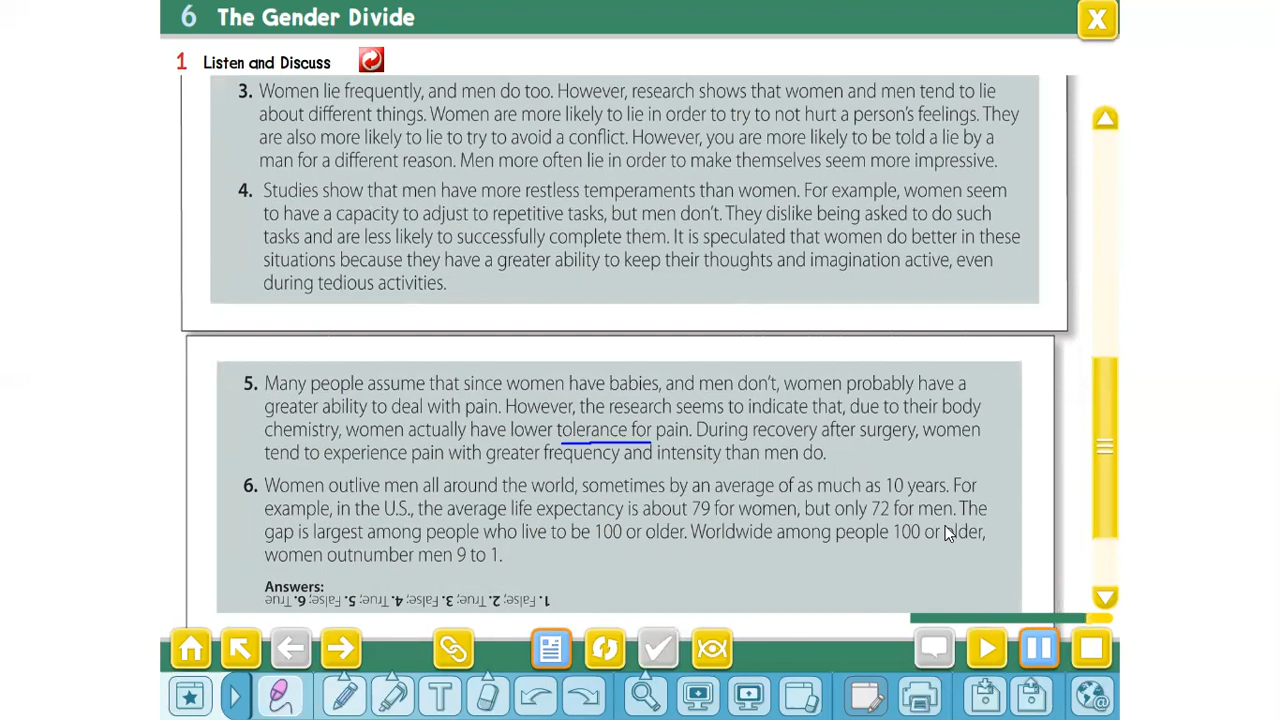 6 The Gender Divide
X
1 Listen and Discuss
3. Women lie frequently, and men do too. However, research shows that women and men tend to lie
about different things. Women are more likely to lie in order to try to not hurt a person's feelings. They
are also more likely to lie to try to avoid a conflict. However, you are more likely to be told a lie by a
man for a different reason. Men more often lie in order to make themselves seem more impressive.
4. Studies show that men have more restless temperaments than women. For example, women seem
to have a capacity to adjust to repetitive tasks, but men don't. They dislike being asked to do such
tasks and are less likely to successfully complete them. It is speculated that women do better in these
situations because they have a greater ability to keep their thoughts and imagination active, even
during tedious activities.
5. Many people assume that since women have babies, and men don't, women probably have a
greater ability to deal with pain. However, the research seems to indicate that, due to their body
chemistry, women actually have lower tolerance for pain. During recovery after surgery, women
tend to experience pain with greater frequency and intensity than men do.
6. Women outlive men all around the world, sometimes by an average of as much as 10 years. For
example, in the U.S., the average life expectancy is about 79 for women, but only 72 for men. The
gap is largest among people who live to be 100 or older. Worldwide among people 100 or older,
women outnumber men 9 to 1.
Answers:
1. False; 2. True; 3. False; 4. True; 5. False; 6. True
T